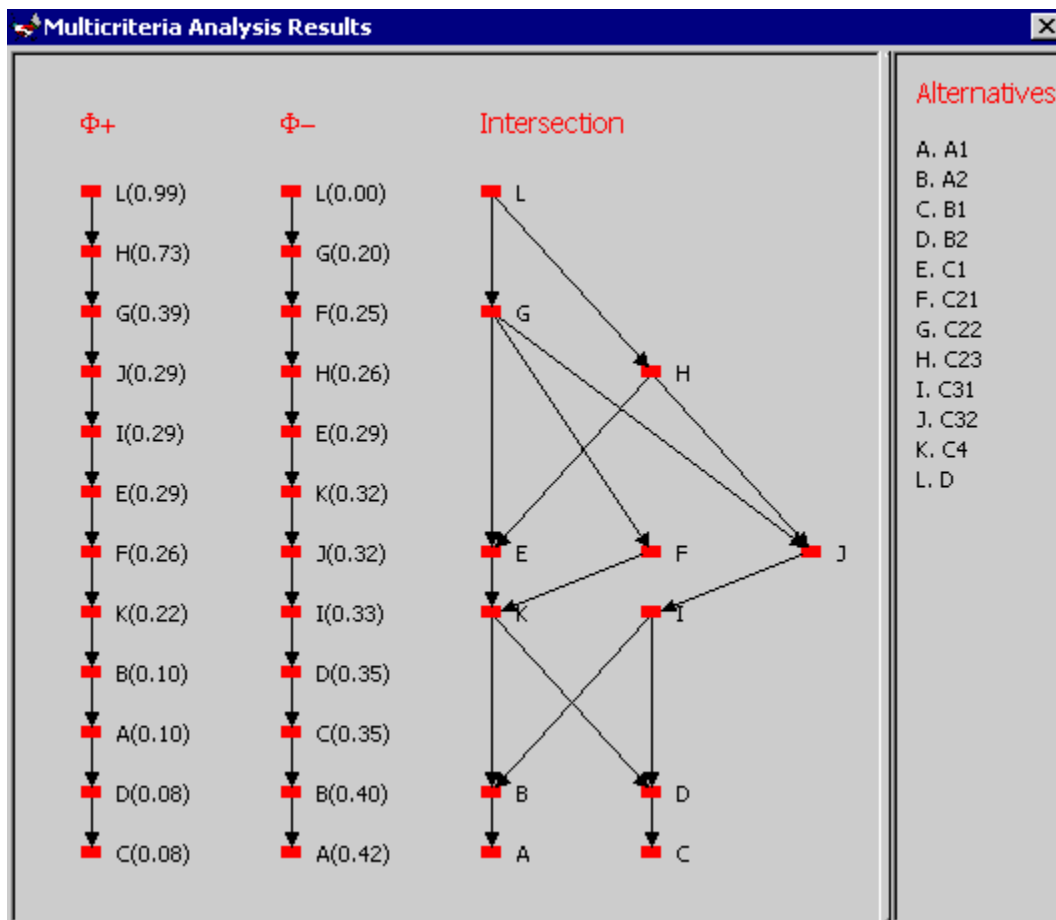 Multicriteria Analysis Results
Φ+ Φ− Intersection
L(0.99) L(0.00) L
H(0.73) G(0.20)
G(0.39) F(0.25) G
J(0.29) H(0.26) H
I(0.29) E(0.29)
E(0.29) K(0.32)
F(0.26) J(0.32) E F J
K(0.22) I(0.33) K I
B(0.10) D(0.35)
A(0.10) C(0.35)
D(0.08) B(0.40) B D
C(0.08) A(0.42) A C
Alternatives
A. A1
B. A2
C. B1
D. B2
E. C1
F. C21
G. C22
H. C23
I. C31
J. C32
K. C4
L. D